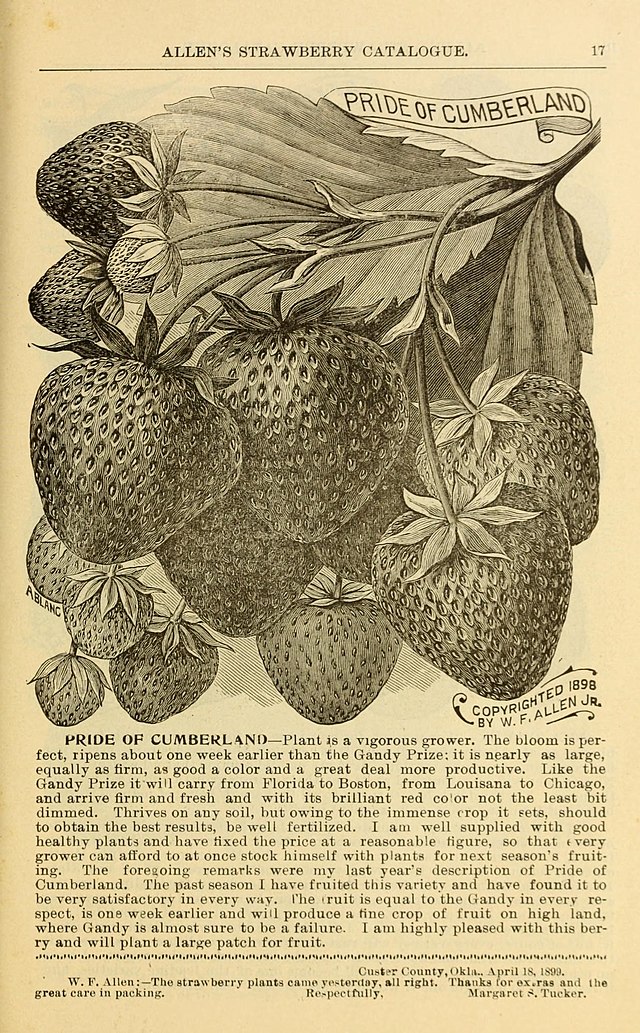 ALLEN'S STRAWBERRY CATALOGUE. 17
PRIDE OF CUMBERLAND
ABLANC
COPYRIGHTED 1898
BY W. F. ALLEN JR.
PRIDE OF CUMBERLAND—Plant is a vigorous grower. The bloom is per-
fect, ripens about one week earlier than the Gandy Prize; it is nearly as large,
equally as firm, as good a color and a great deal more productive. Like the
Gandy Prize it will carry from Florida to Boston, from Louisana to Chicago,
and arrive firm and fresh and with its brilliant red color not the least bit
dimmed. Thrives on any soil, but owing to the immense crop it sets, should
to obtain the best results, be well fertilized. I am well supplied with good
healthy plants and have fixed the price at a reasonable figure, so that every
grower can afford to at once stock himself with plants for next season's fruit-
ing. The foregoing remarks were my last year's description of Pride of
Cumberland. The past season I have fruited this variety and have found it to
be very satisfactory in every way. The fruit is equal to the Gandy in every re-
spect, is one week earlier and will produce a fine crop of fruit on high land,
where Gandy is almost sure to be a failure. I am highly pleased with this ber-
ry and will plant a large patch for fruit.
Custer County, Okla., April 18, 1899.
W. F. Allen:—The strawberry plants came yesterday, all right. Thanks for extras and the
great care in packing. Respectfully, Margaret S. Tucker.